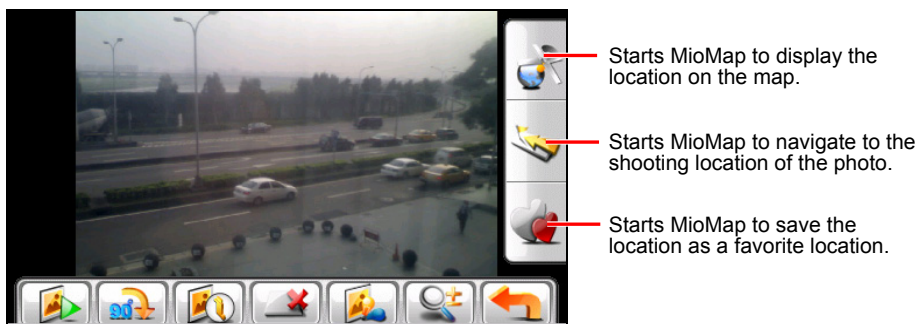 Starts MioMap to display the
location on the map.
Starts MioMap to navigate to the
shooting location of the photo.
Starts MioMap to save the
location as a favorite location.
90°